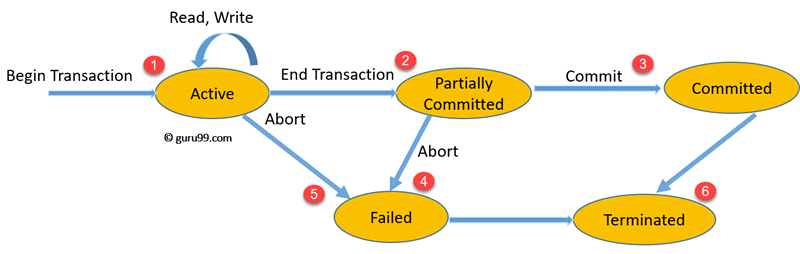 Read, Write
1
2
3
Begin Transaction
Active
End Transaction
Partially
Committed
Commit
Committed
© guru99.com
Abort
Abort
5
4
6
Failed
Terminated